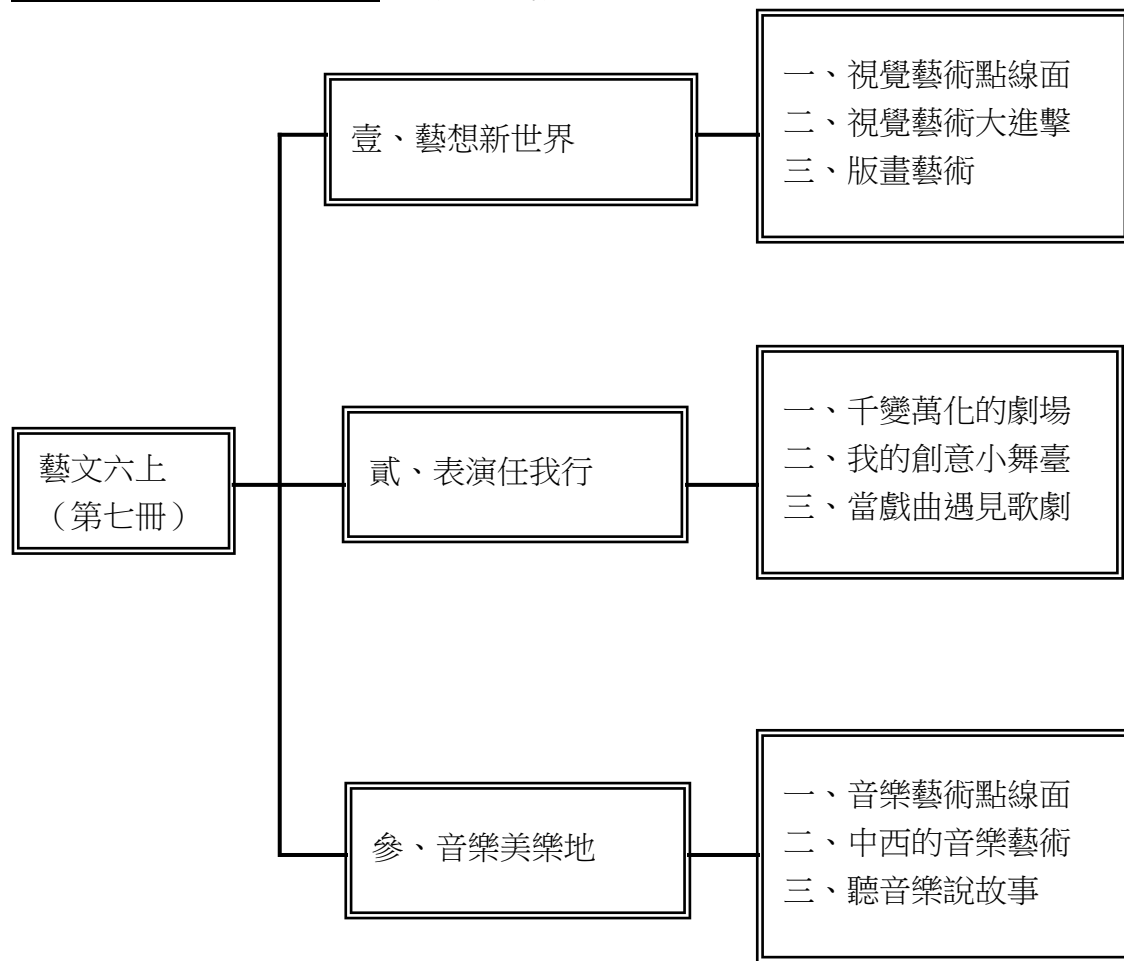 藝文六上
（第七冊）
壹、藝想新世界
一、視覺藝術點線面
二、視覺藝術大進擊
三、版畫藝術
貳、表演任我行
一、千變萬化的劇場
二、我的創意小舞臺
三、當戲曲遇見歌劇
參、音樂美樂地
一、音樂藝術點線面
二、中西的音樂藝術
三、聽音樂說故事